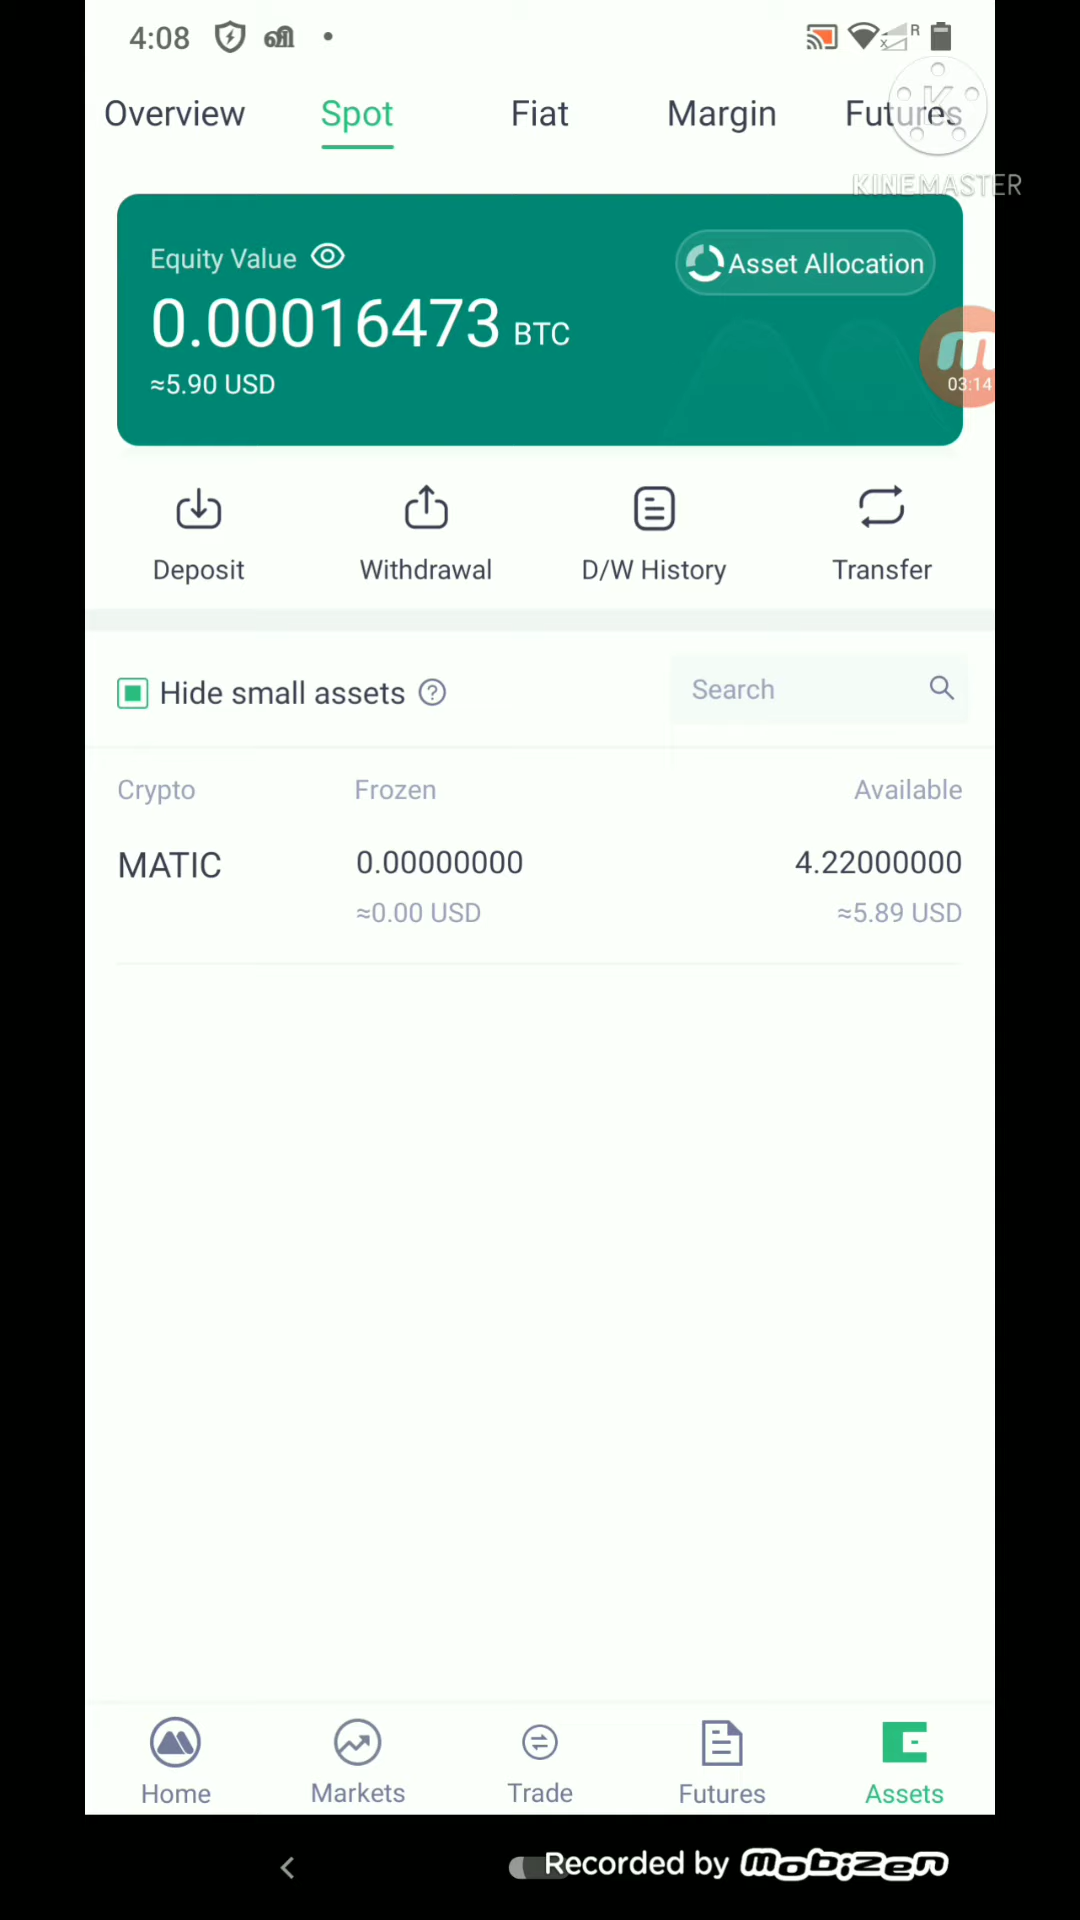 4:08 வி R
Overview Spot Fiat Margin Futures
KINEMASTER
Equity Value
Asset Allocation
0.00016473 BTC
≈5.90 USD
03:14
Deposit Withdrawal D/W History Transfer
Hide small assets ?
Search
Crypto Frozen Available
MATIC 0.00000000 4.22000000
≈0.00 USD ≈5.89 USD
Home Markets Trade Futures Assets
Recorded by mobizen